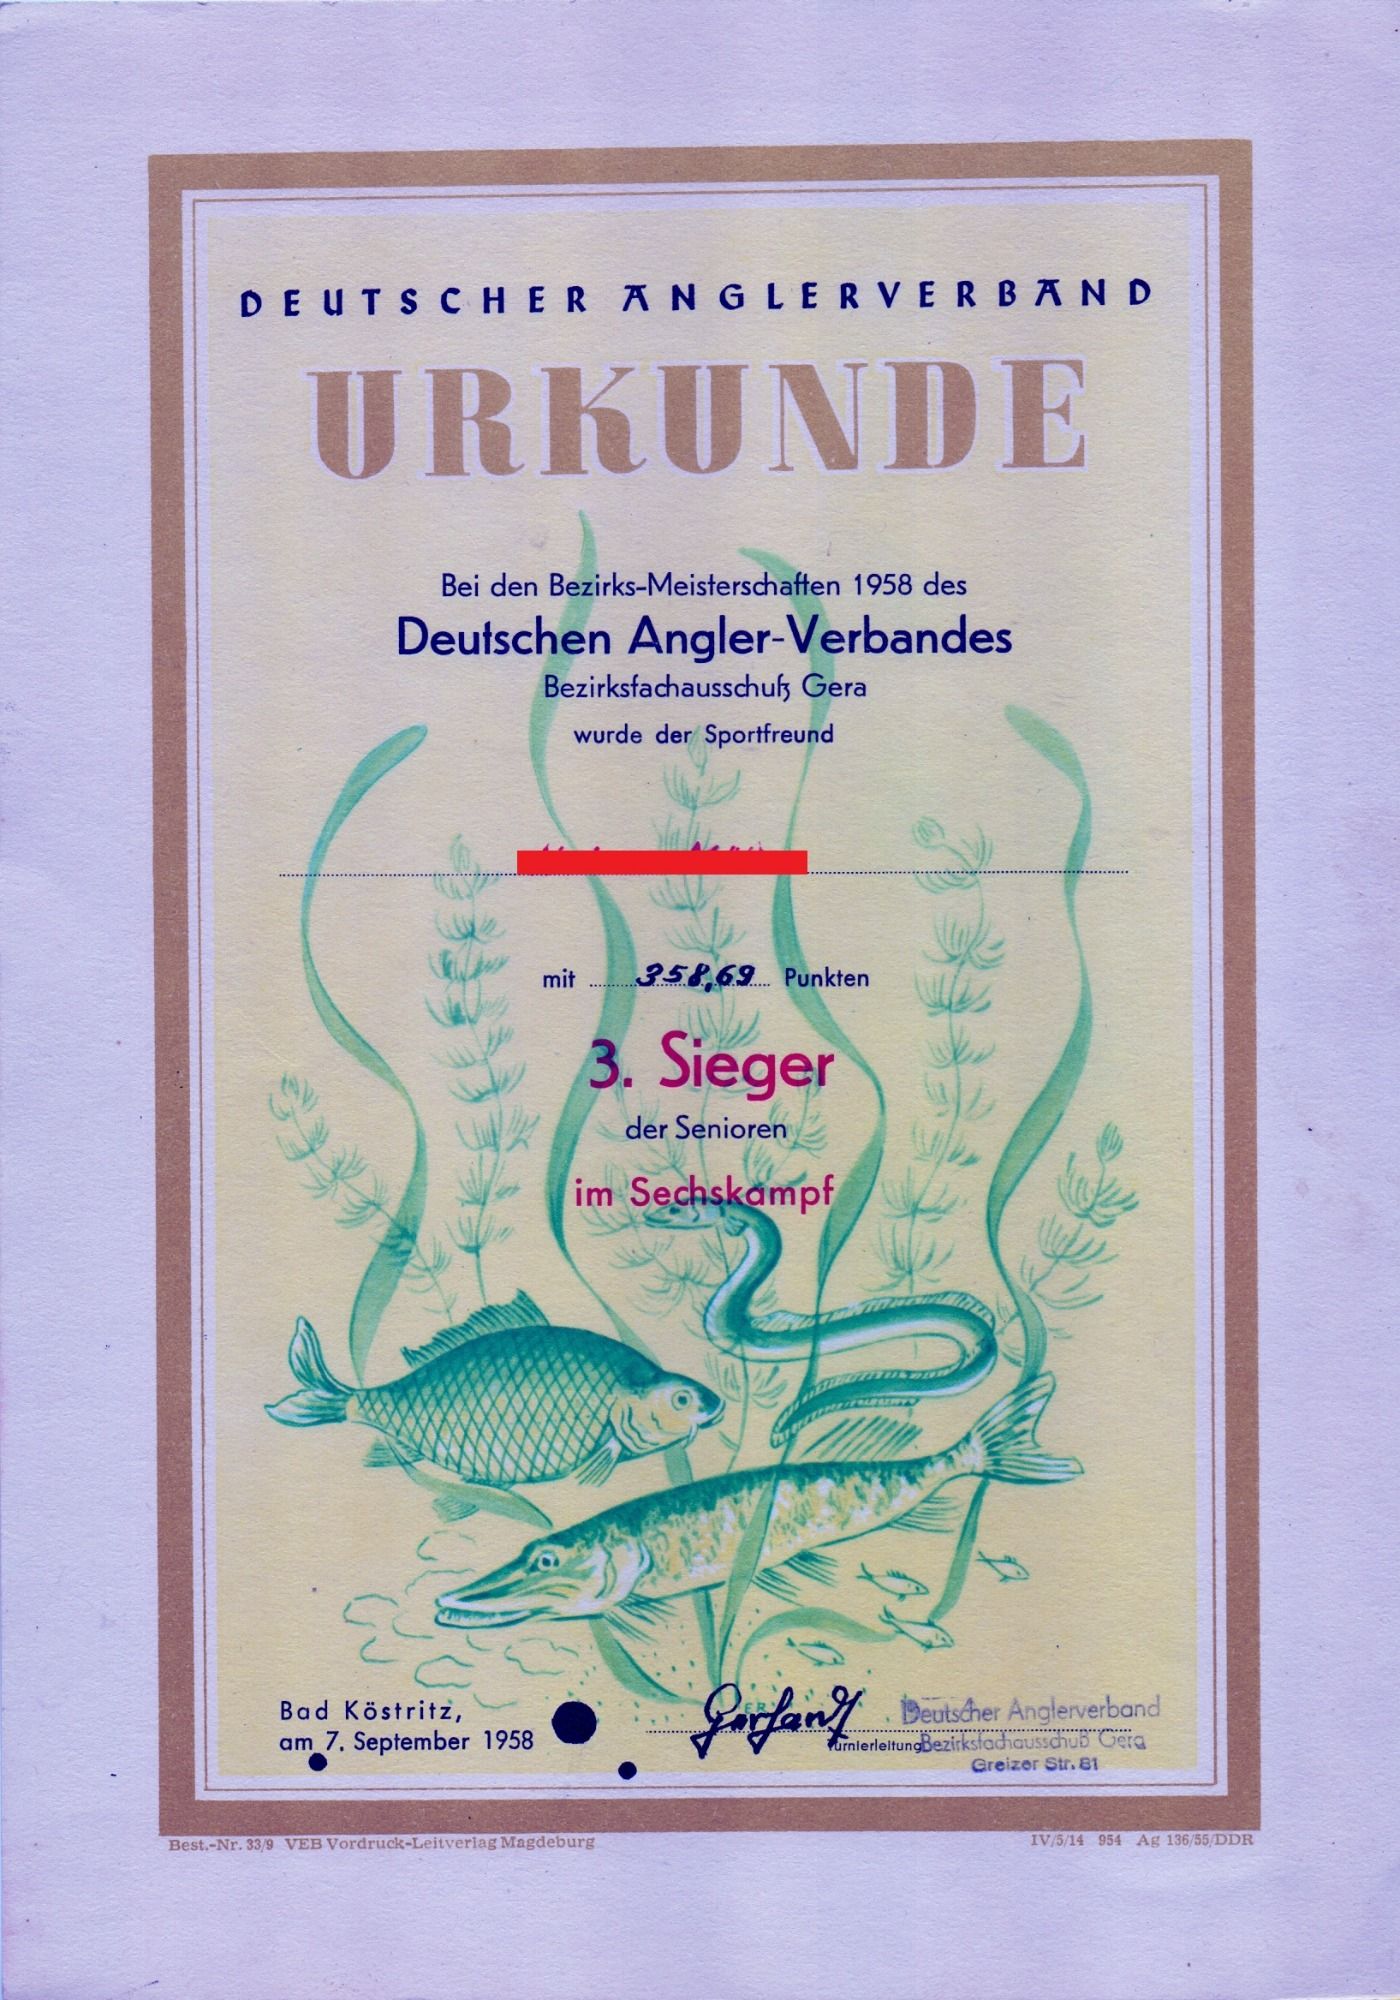 DEUTSCHER ANGLERVERBAND
URKUNDE
Bei den Bezirks-Meisterschaften 1958 des
Deutschen Angler-Verbandes
Bezirksfachausschuß Gera
wurde der Sportfreund
mit 358,69 Punkten
3. Sieger
der Senioren
im Sechskampf
Bad Köstritz,
am 7. September 1958
Turnierleitung
Deutscher Anglerverband
Bezirksfachausschuß Gera
Greizer Str. 81
Best.-Nr. 33/9 VEB Vordruck-Leitverlag Magdeburg
IV/5/14 954 Ag 136/55/DDR